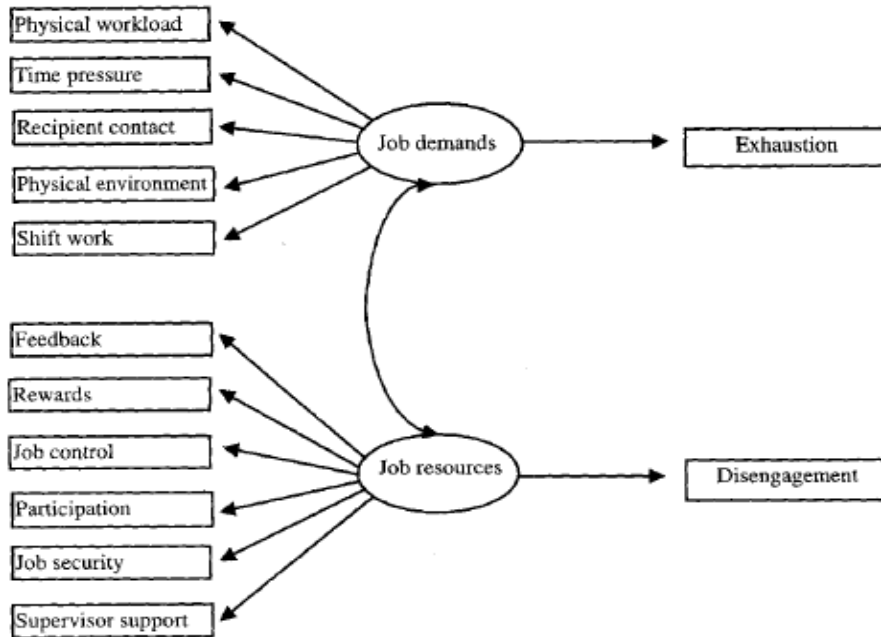 Physical workload
Time pressure
Recipient contact
Physical environment
Shift work
Job demands
Exhaustion
Feedback
Rewards
Job control
Participation
Job security
Supervisor support
Job resources
Disengagement